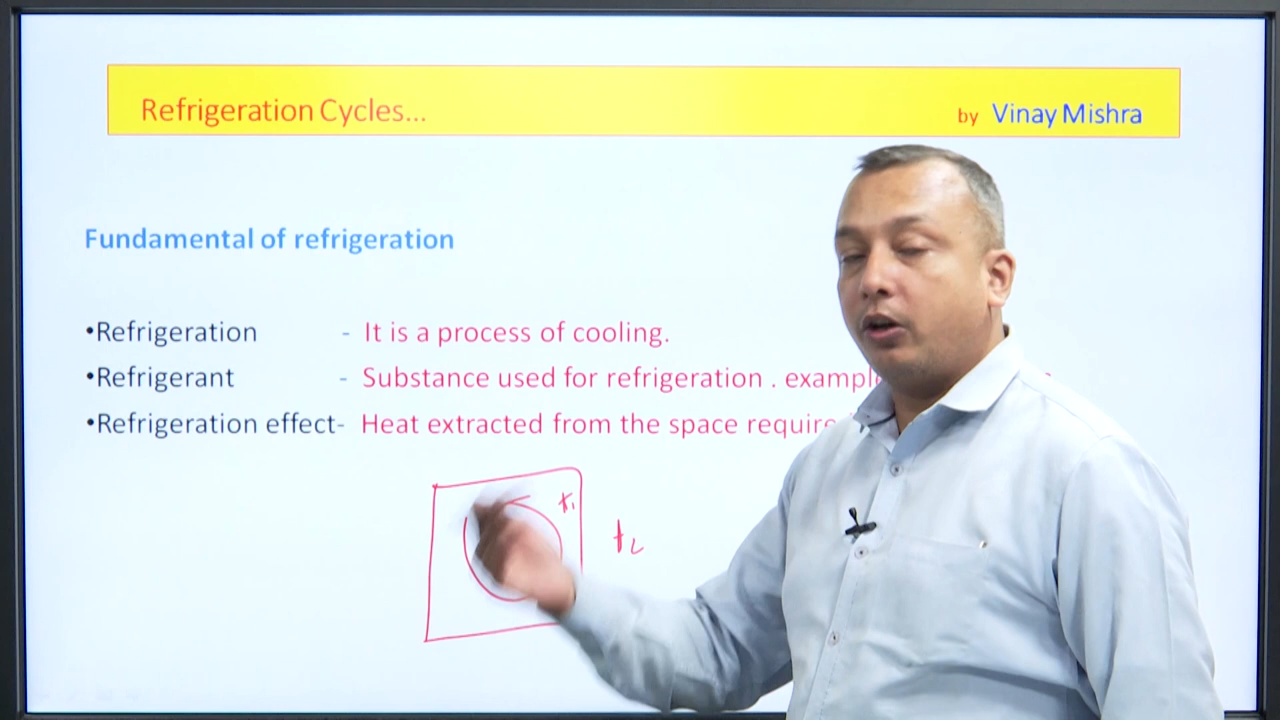 Refrigeration Cycles... by Vinay Mishra
Fundamental of refrigeration
•Refrigeration - It is a process of cooling.
•Refrigerant - Substance used for refrigeration . example
•Refrigeration effect- Heat extracted from the space
t₁
t₂